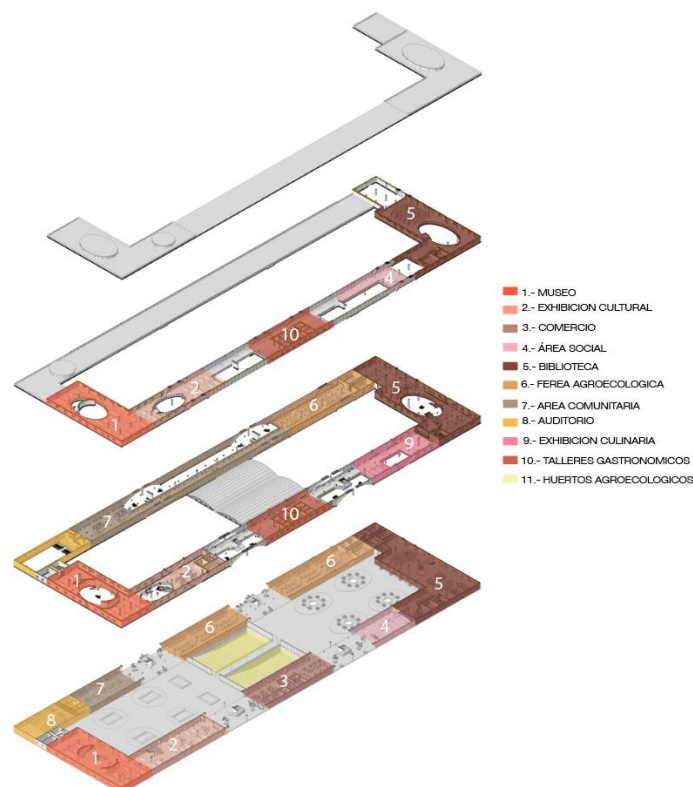 5
4
10
2
1
5
6
9
10
7
1
2
6
5
6
4
7
3
8
2
1
1.- MUSEO
2.- EXHIBICION CULTURAL
3.- COMERCIO
4.- ÁREA SOCIAL
5.- BIBLIOTECA
6.- FEREA AGROECOLOGICA
7.- AREA COMUNITARIA
8.- AUDITORIO
9.- EXHIBICION CULINARIA
10.- TALLERES GASTRONOMICOS
11.- HUERTOS AGROECOLOGICOS